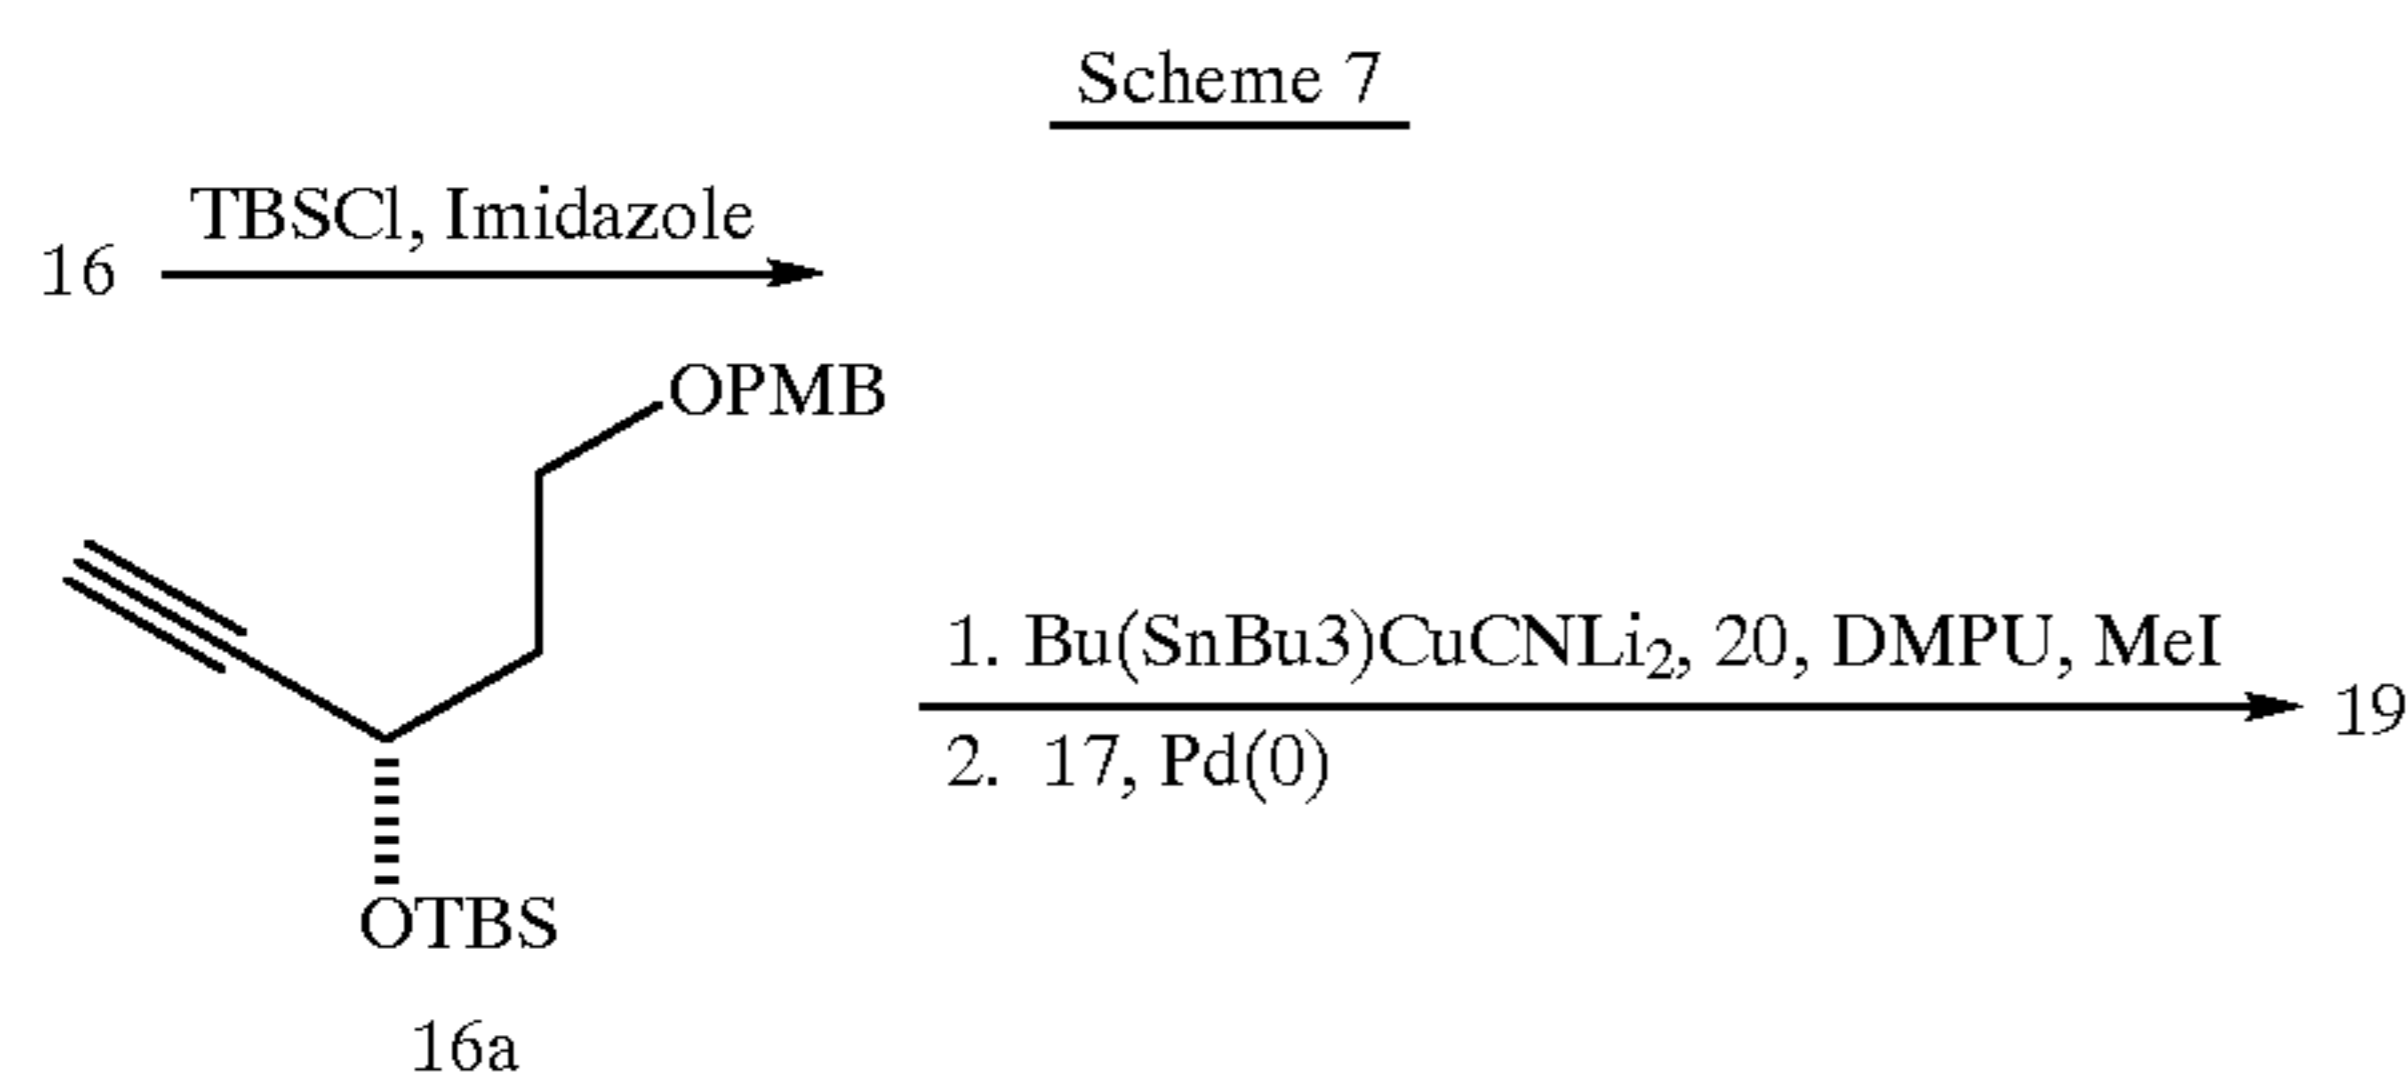 Scheme 7
TBSCl, Imidazole
16
OPMB
1. Bu(SnBu3)CuCNLi₂, 20, DMPU, MeI
19
2. 17, Pd(0)
OTBS
16a